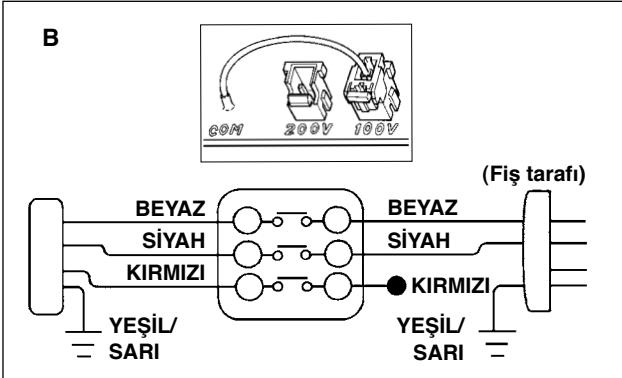 B
COM 200V 100V
(Fiş tarafı)
BEYAZ BEYAZ
SİYAH SİYAH
KIRMIZI KIRMIZI
YEŞİL/
SARI
YEŞİL/
SARI